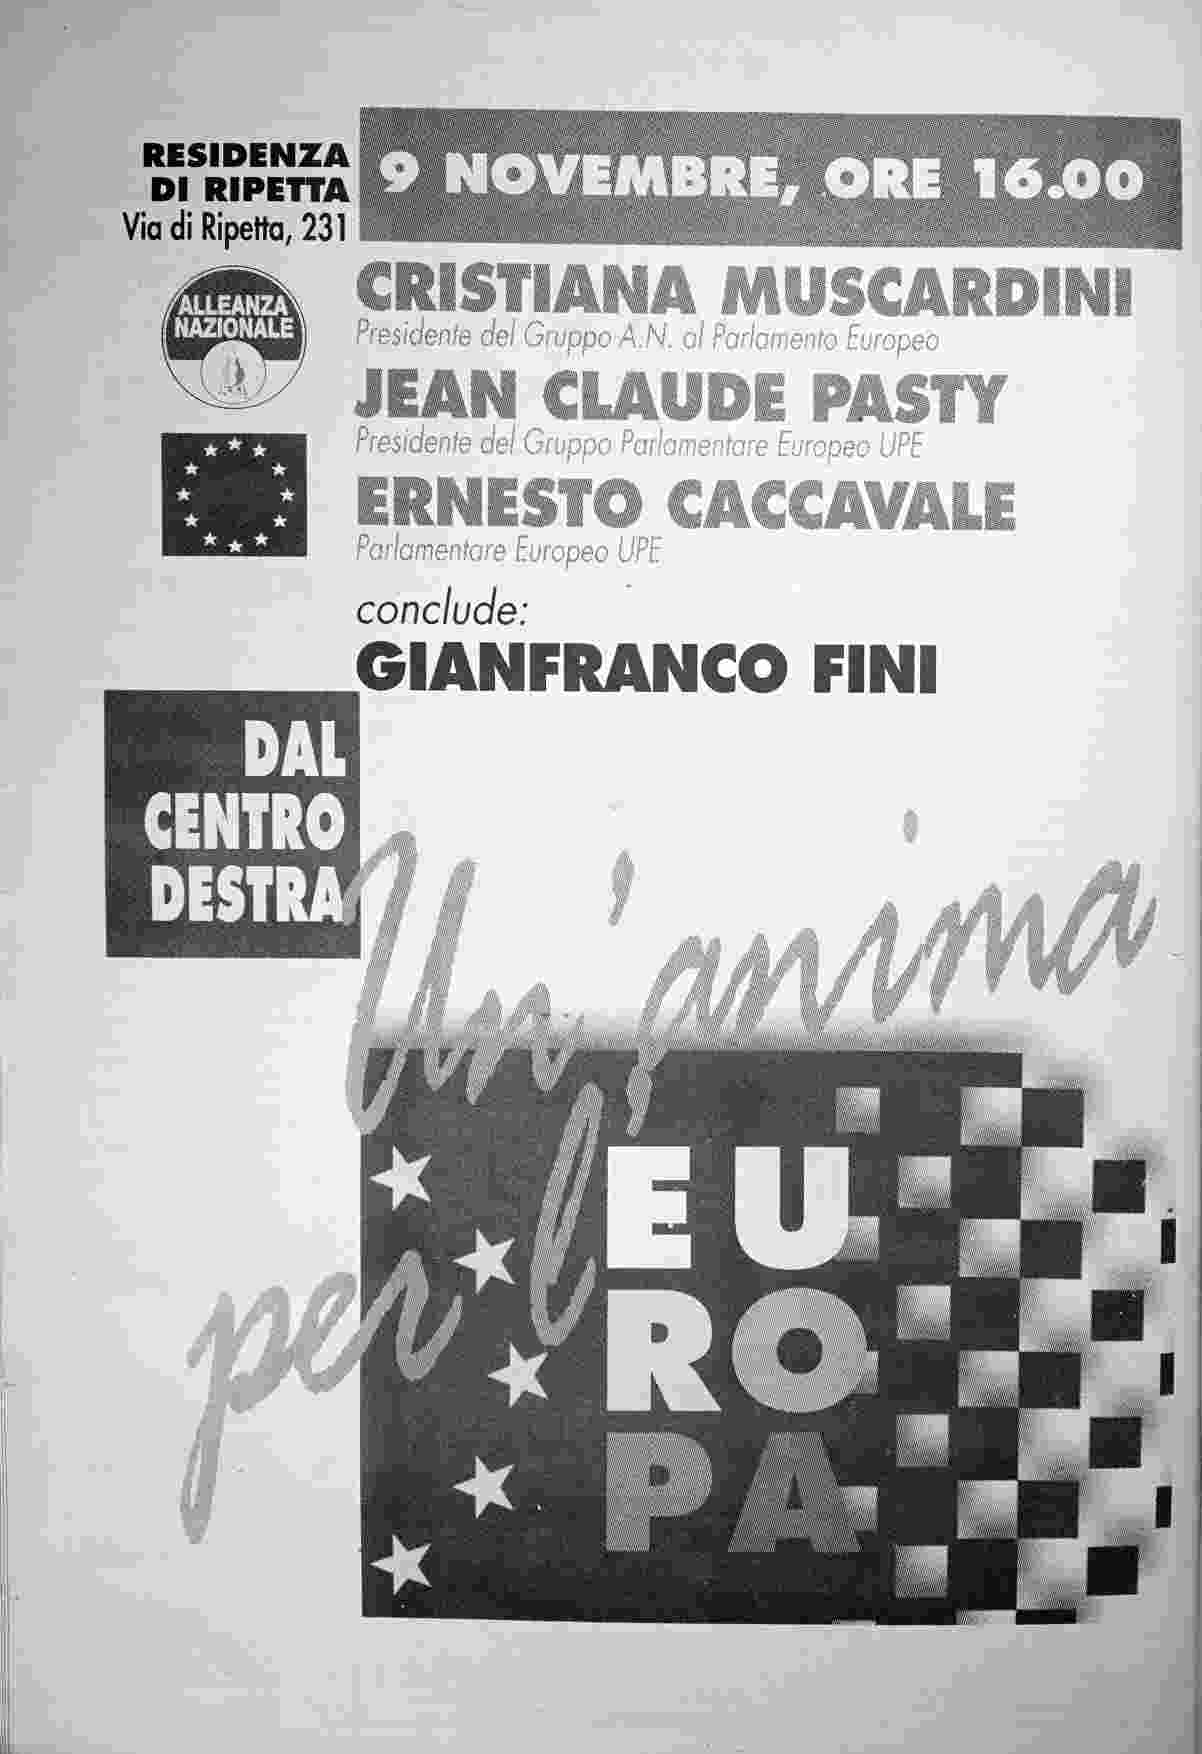 RESIDENZA
DI RIPETTA
Via di Ripetta, 231
9 NOVEMBRE, ORE 16.00
ALLEANZA
NAZIONALE
CRISTIANA MUSCARDINI
Presidente del Gruppo A.N. al Parlamento Europeo
JEAN CLAUDE PASTY
Presidente del Gruppo Parlamentare Europeo UPE
ERNESTO CACCAVALE
Parlamentare Europeo UPE
conclude:
GIANFRANCO FINI
DAL
CENTRO
DESTRA
Un'anima
per l'
EU
RO
PA